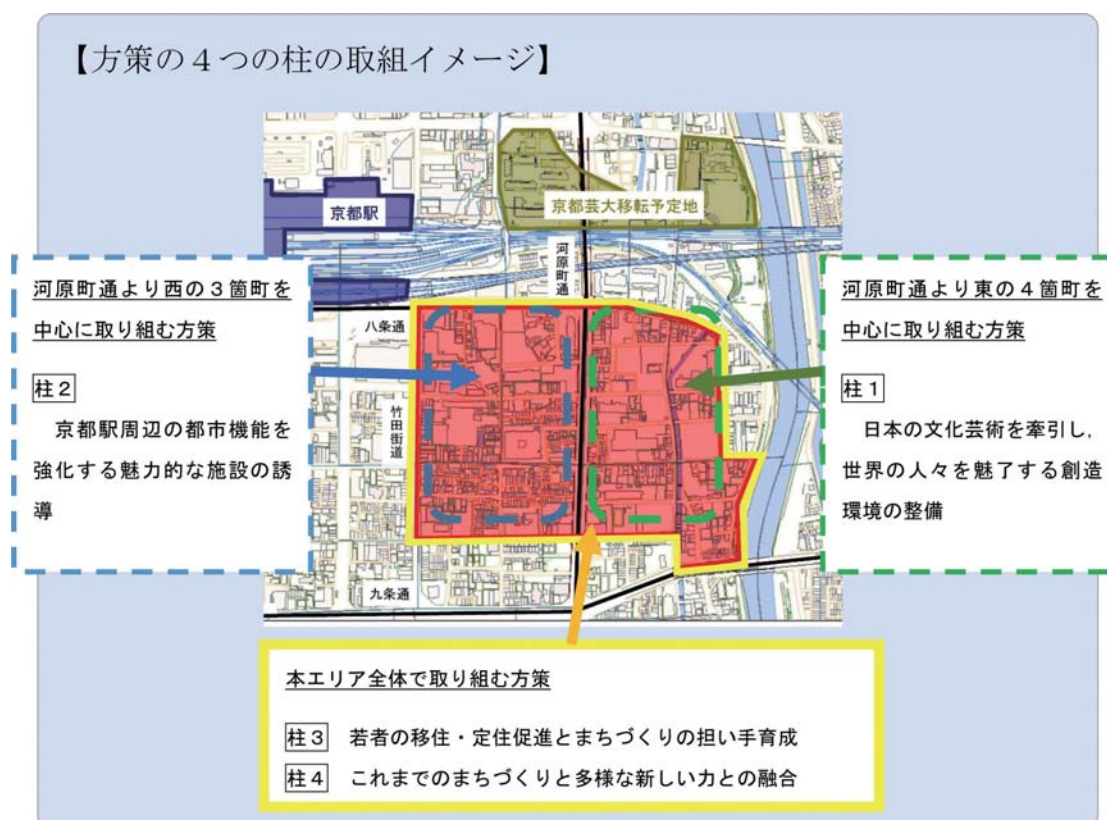 【方策の４つの柱の取組イメージ】
京都駅
京都芸大移転予定地
河原町通
八条通
竹田街道
九条通
河原町通より西の３箇町を
中心に取り組む方策
柱２
京都駅周辺の都市機能を
強化する魅力的な施設の誘
導
河原町通より東の４箇町を
中心に取り組む方策
柱１
日本の文化芸術を牽引し，
世界の人々を魅了する創造
環境の整備
本エリア全体で取り組む方策
柱３ 若者の移住・定住促進とまちづくりの担い手育成
柱４ これまでのまちづくりと多様な新しい力との融合